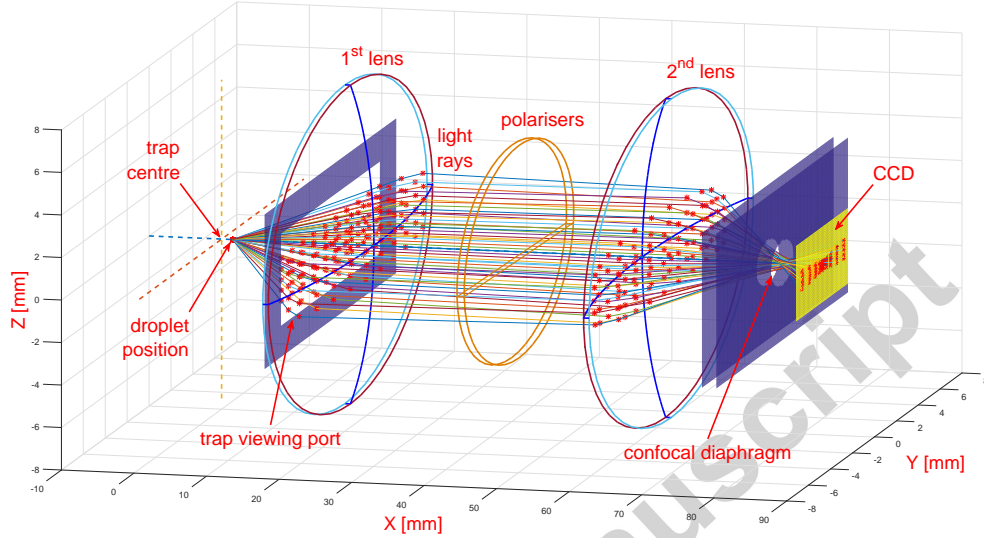 1st lens
2nd lens
polarisers
light
rays
trap
centre
CCD
droplet
position
trap viewing port
confocal diaphragm
Z [mm]
8
6
4
2
0
-2
-4
-6
-8
X [mm]
-10
0
10
20
30
40
50
60
70
80
90
Y [mm]
-8
-6
-4
-2
0
2
4
6
8
uscript